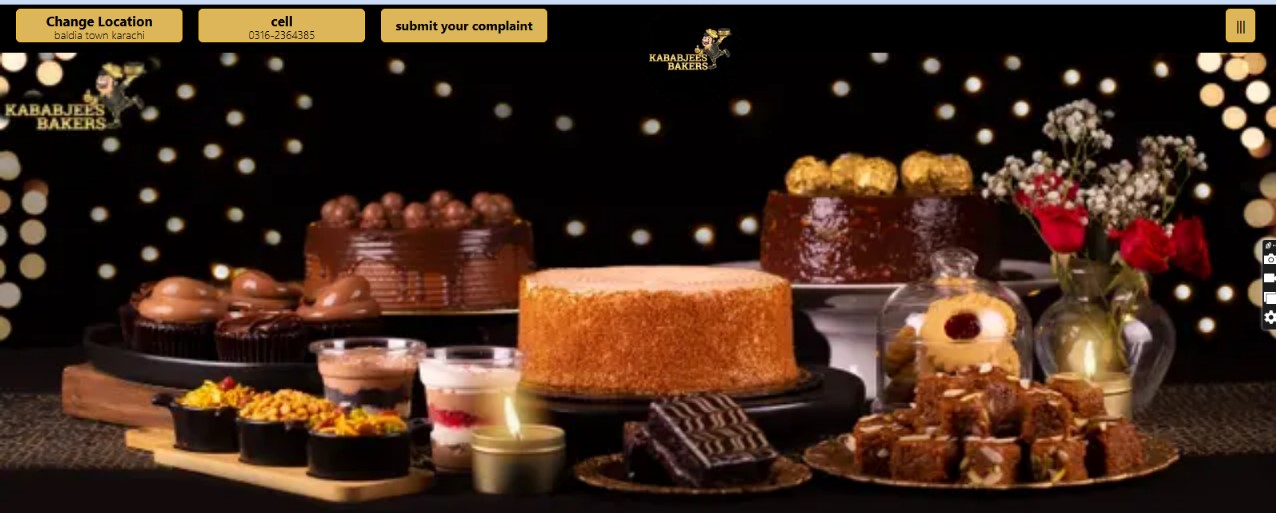 Change Location
baldia town karachi
cell
0316-2364385
submit your complaint
KABABJEES
BAKERS
KABABJEES
BAKERS